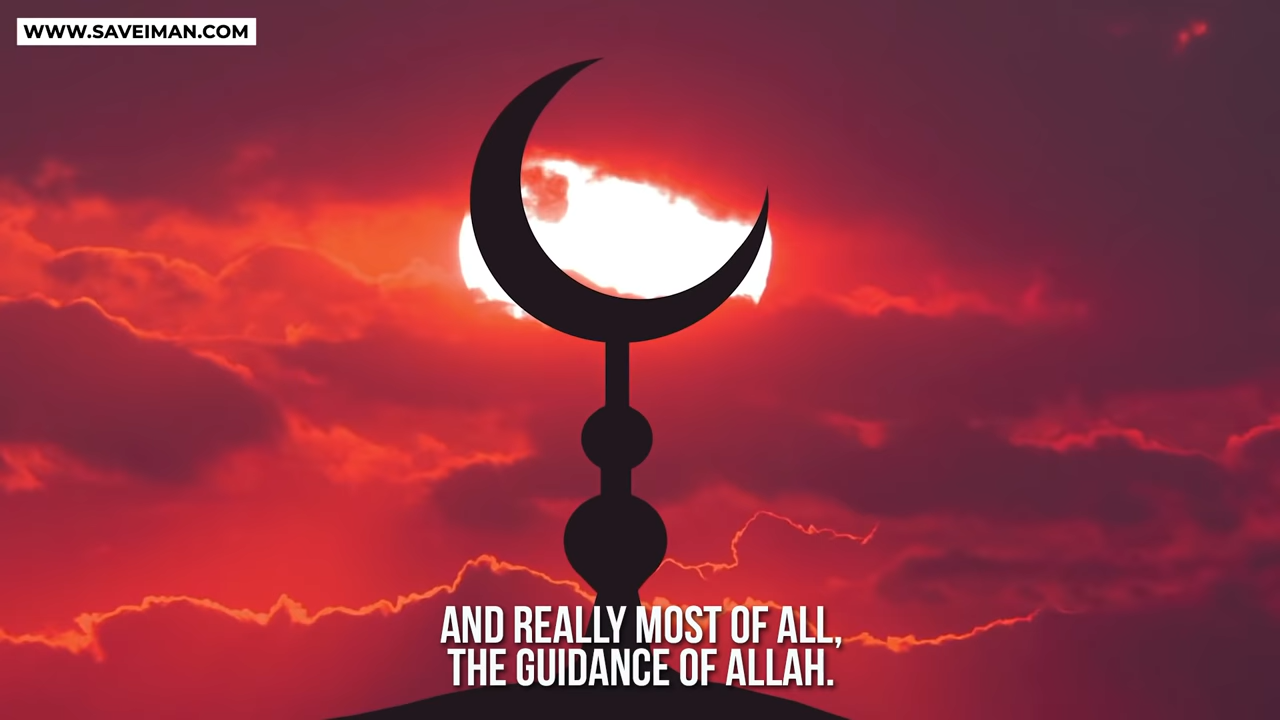 WWW.SAVEIMAN.COM
AND REALLY MOST OF ALL,
THE GUIDANCE OF ALLAH.